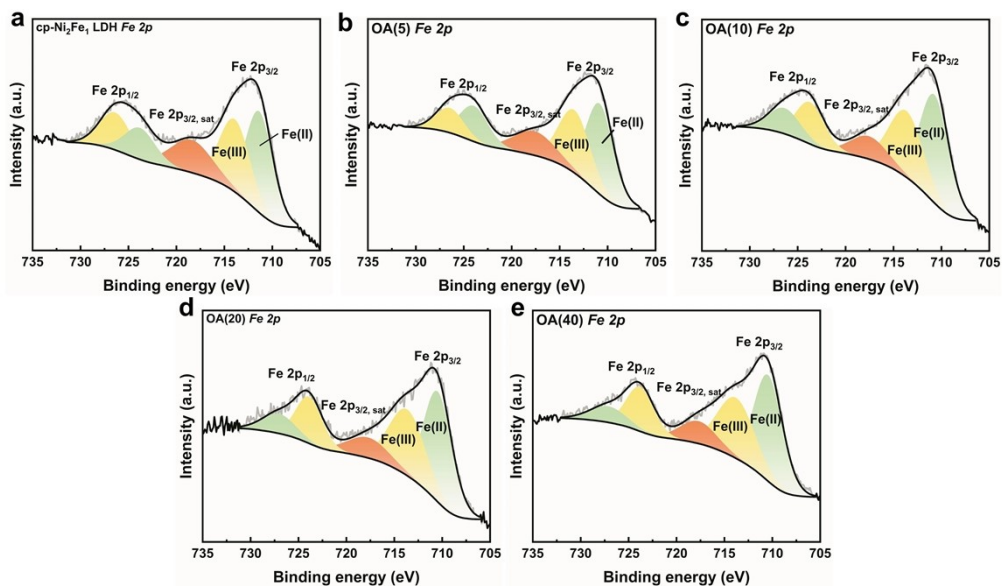 a
cp-Ni₂Fe₁ LDH Fe 2p
Fe 2p₃/₂
Fe 2p₁/₂
Fe 2p₃/₂, sat
Fe(II)
Fe(III)
Intensity (a.u.)
735 730 725 720 715 710 705
Binding energy (eV)
b
OA(5) Fe 2p
Fe 2p₃/₂
Fe 2p₁/₂
Fe 2p₃/₂, sat
Fe(II)
Fe(III)
Intensity (a.u.)
735 730 725 720 715 710 705
Binding energy (eV)
c
OA(10) Fe 2p
Fe 2p₃/₂
Fe 2p₁/₂
Fe 2p₃/₂, sat
Fe(II)
Fe(III)
Intensity (a.u.)
735 730 725 720 715 710 705
Binding energy (eV)
d
OA(20) Fe 2p
Fe 2p₃/₂
Fe 2p₁/₂
Fe 2p₃/₂, sat
Fe(III) Fe(II)
Intensity (a.u.)
735 730 725 720 715 710 705
Binding energy (eV)
e
OA(40) Fe 2p
Fe 2p₃/₂
Fe 2p₁/₂
Fe 2p₃/₂, sat
Fe(III) Fe(II)
Intensity (a.u.)
735 730 725 720 715 710 705
Binding energy (eV)